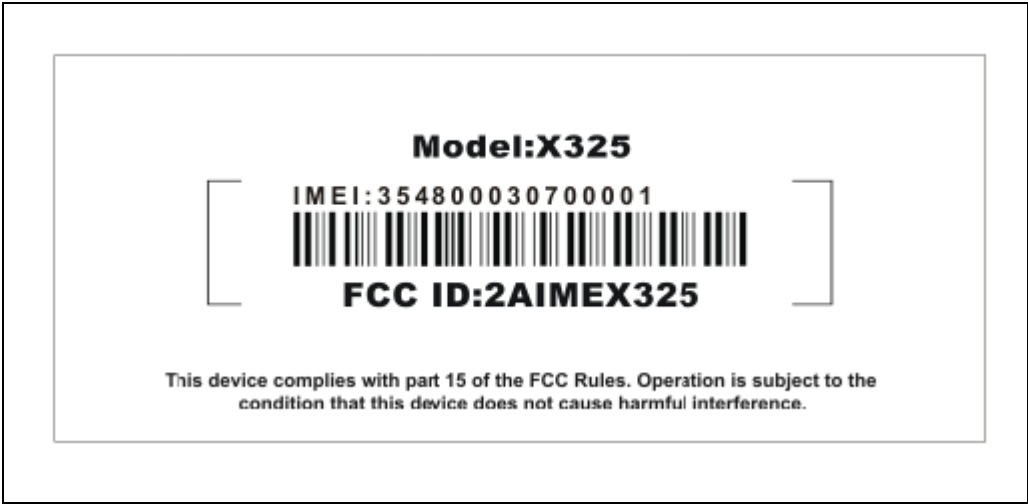 Model:X325
IMEI:354800030700001
FCC ID:2AIMEX325
This device complies with part 15 of the FCC Rules. Operation is subject to the
condition that this device does not cause harmful interference.